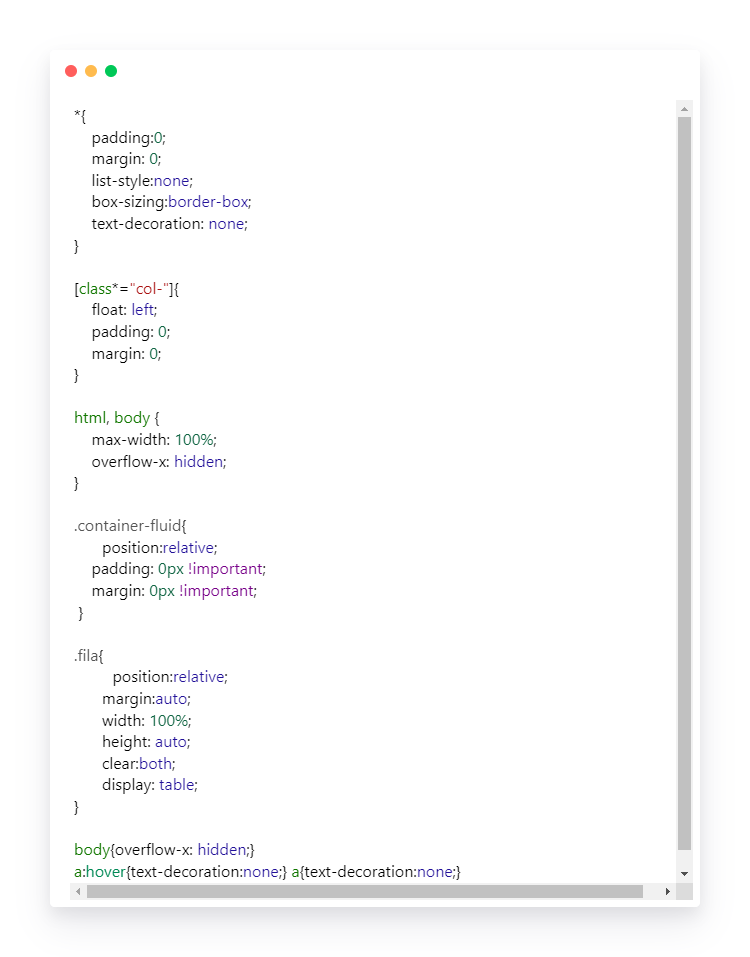 *{
padding:0;
margin: 0;
list-style:none;
box-sizing:border-box;
text-decoration: none;
}
[class*="col-"]{
float: left;
padding: 0;
margin: 0;
}
html, body {
max-width: 100%;
overflow-x: hidden;
}
.container-fluid{
position:relative;
padding: 0px !important;
margin: 0px !important;
}
.fila{
position:relative;
margin:auto;
width: 100%;
height: auto;
clear:both;
display: table;
}
body{overflow-x: hidden;}
a:hover{text-decoration:none;} a{text-decoration:none;}